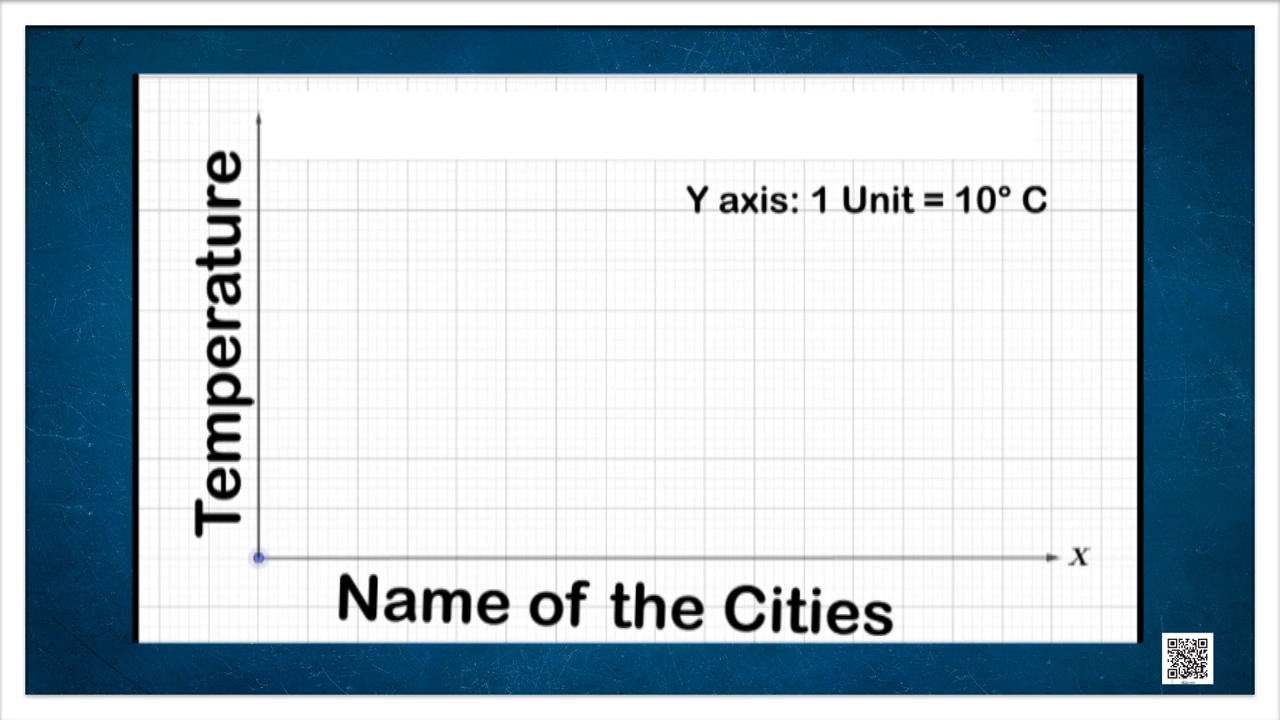 Y axis: 1 Unit = 10° C
Temperature
X
Name of the Cities